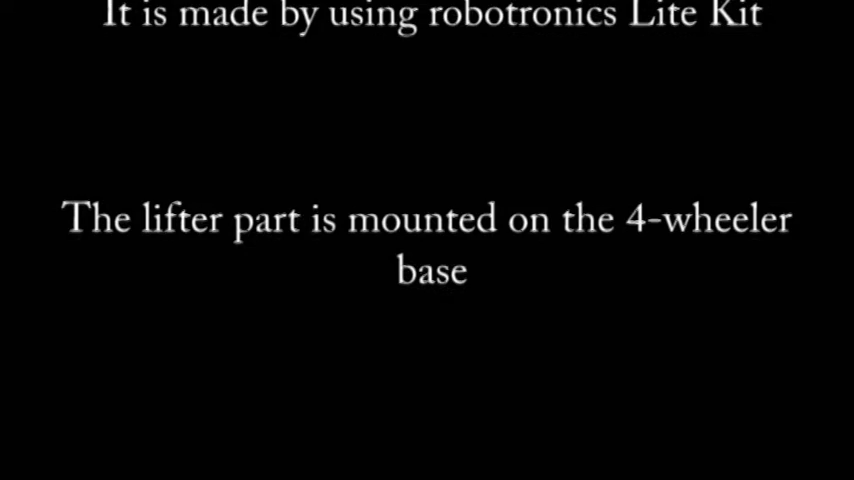 It is made by using robotronics Lite Kit
The lifter part is mounted on the 4-wheeler
base